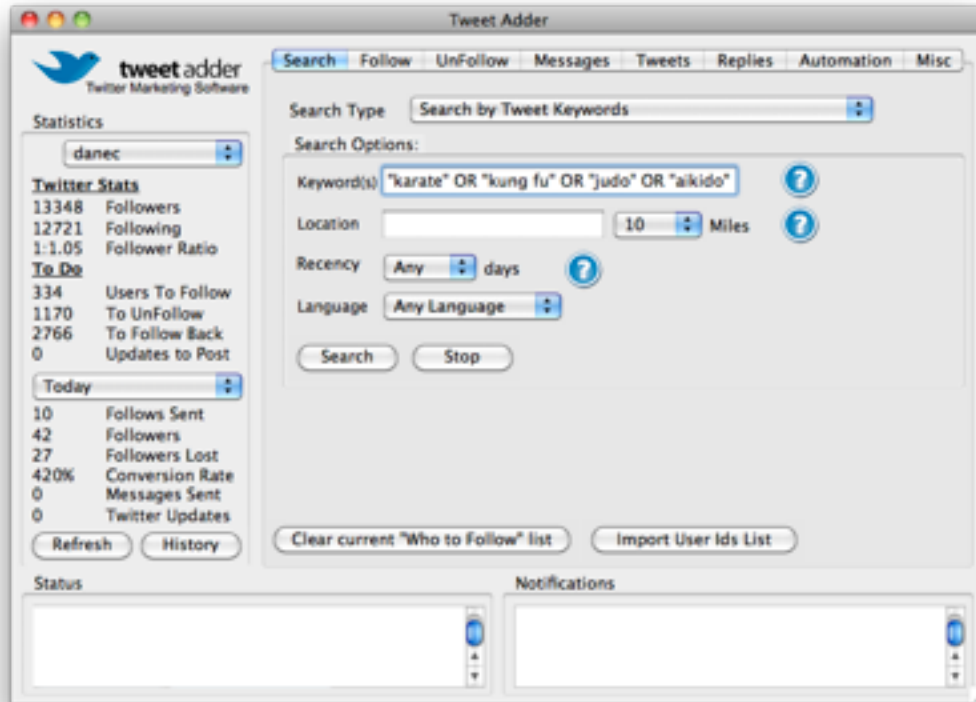 Tweet Adder
tweet adder
Twitter Marketing Software
Search Follow UnFollow Messages Tweets Replies Automation Misc
Statistics
danec
Twitter Stats
13348 Followers
12721 Following
1:1.05 Follower Ratio
To Do
334 Users To Follow
1170 To UnFollow
2766 To Follow Back
0 Updates to Post
Today
10 Follows Sent
42 Followers
27 Followers Lost
420% Conversion Rate
0 Messages Sent
0 Twitter Updates
Refresh History
Search Type Search by Tweet Keywords
Search Options:
Keyword(s) "karate" OR "kung fu" OR "judo" OR "aikido" ?
Location 10 Miles ?
Recency Any days ?
Language Any Language
Search Stop
Clear current "Who to Follow" list Import User Ids List
Status
Notifications